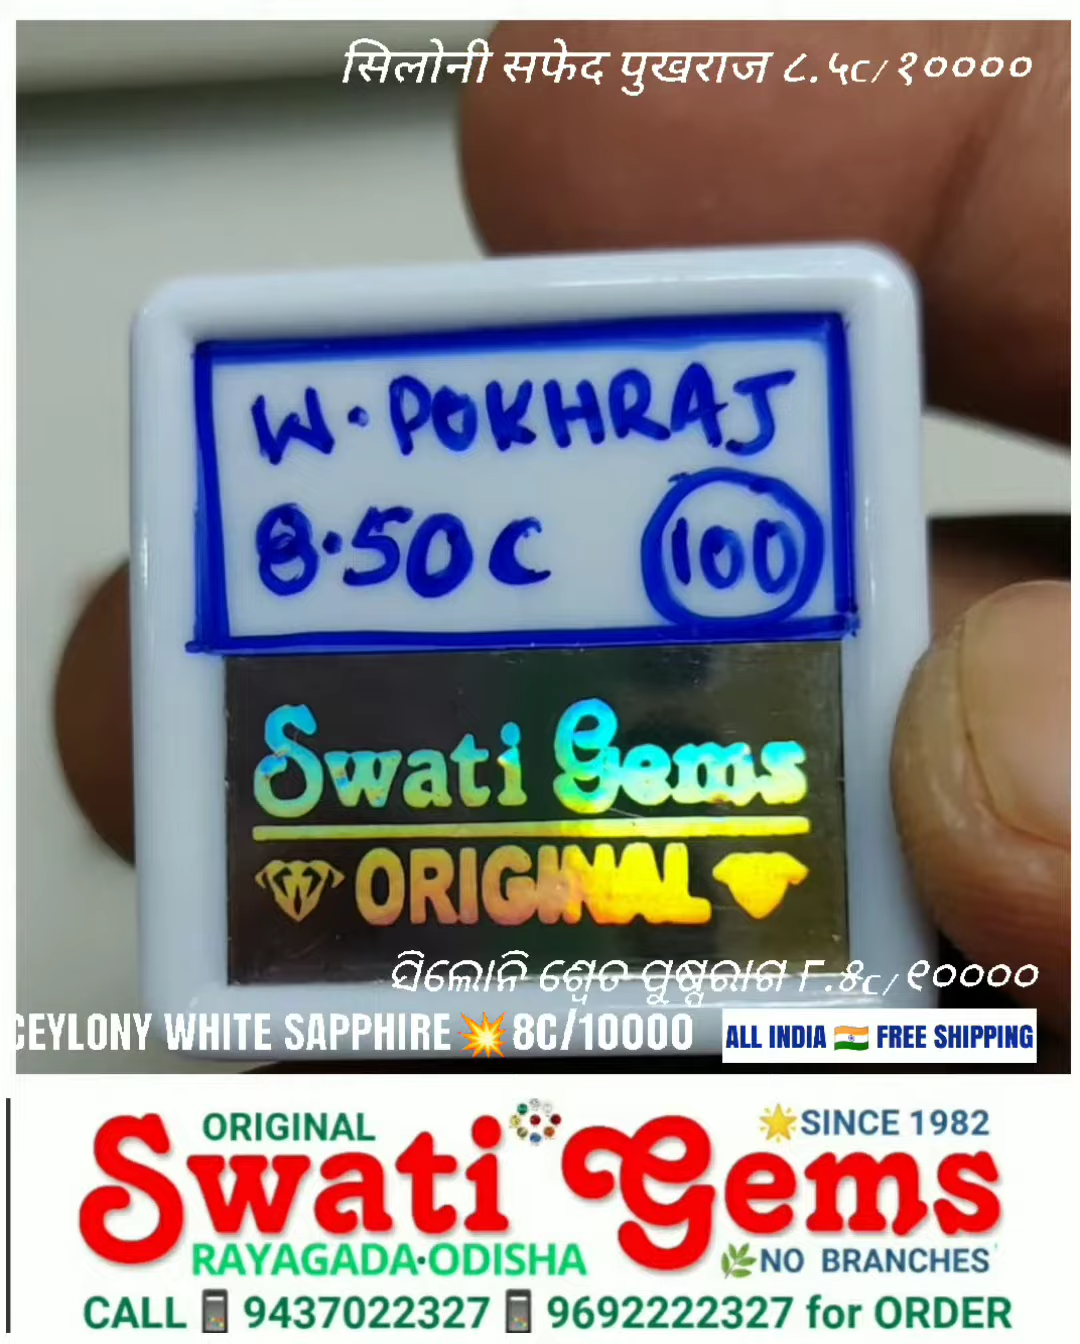 सिलोनी सफेद पुखराज ८.५c/१००००
W. POKHRAJ
8.50C 100
Swati Gems
ORIGINAL
ସିଲୋନି ଶ୍ଵେତ ପୁଷ୍ପରାଗ ୮.୫c/୧୦୦୦୦
CEYLONY WHITE SAPPHIRE💥8C/10000 ALL INDIA 🇮🇳 FREE SHIPPING
ORIGINAL 🌟SINCE 1982
Swati Gems
RAYAGADA•ODISHA 🌿NO BRANCHES
CALL 📱9437022327📱9692222327 for ORDER